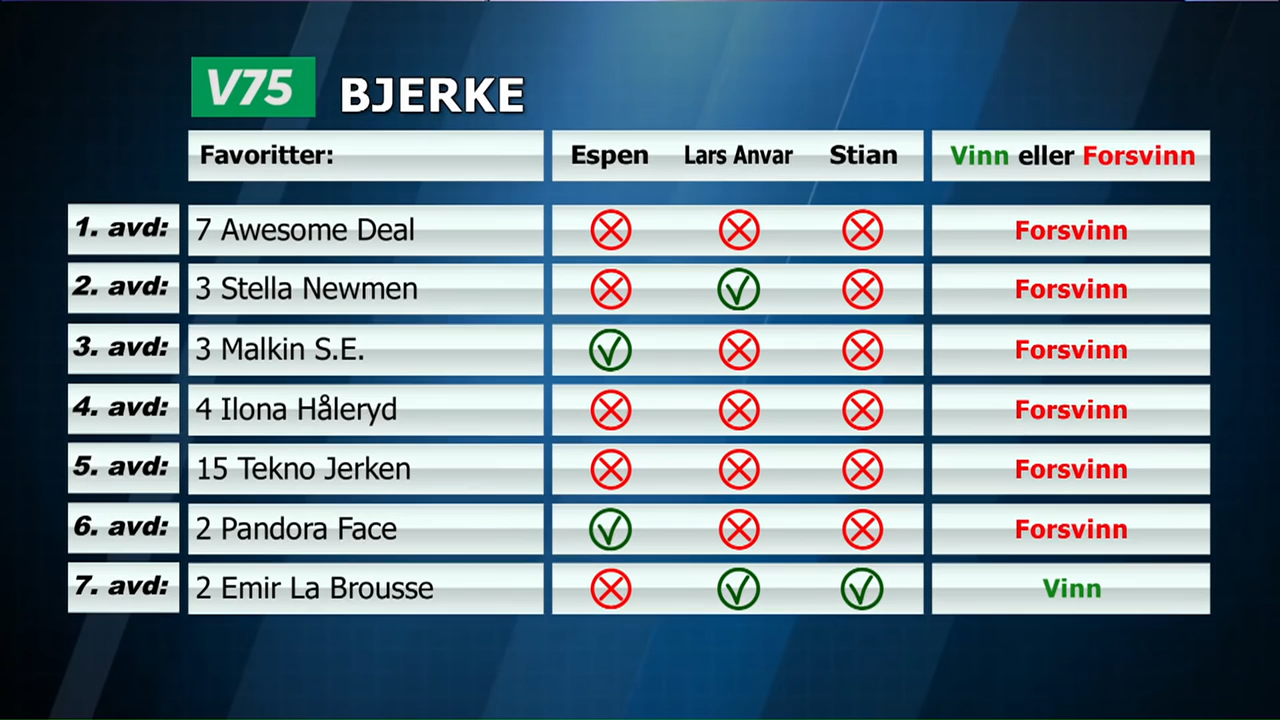 V75 BJERKE
Favoritter: Espen Lars Anvar Stian Vinn eller Forsvinn
1. avd: 7 Awesome Deal Forsvinn
2. avd: 3 Stella Newmen Forsvinn
3. avd: 3 Malkin S.E. Forsvinn
4. avd: 4 Ilona Håleryd Forsvinn
5. avd: 15 Tekno Jerken Forsvinn
6. avd: 2 Pandora Face Forsvinn
7. avd: 2 Emir La Brousse Vinn